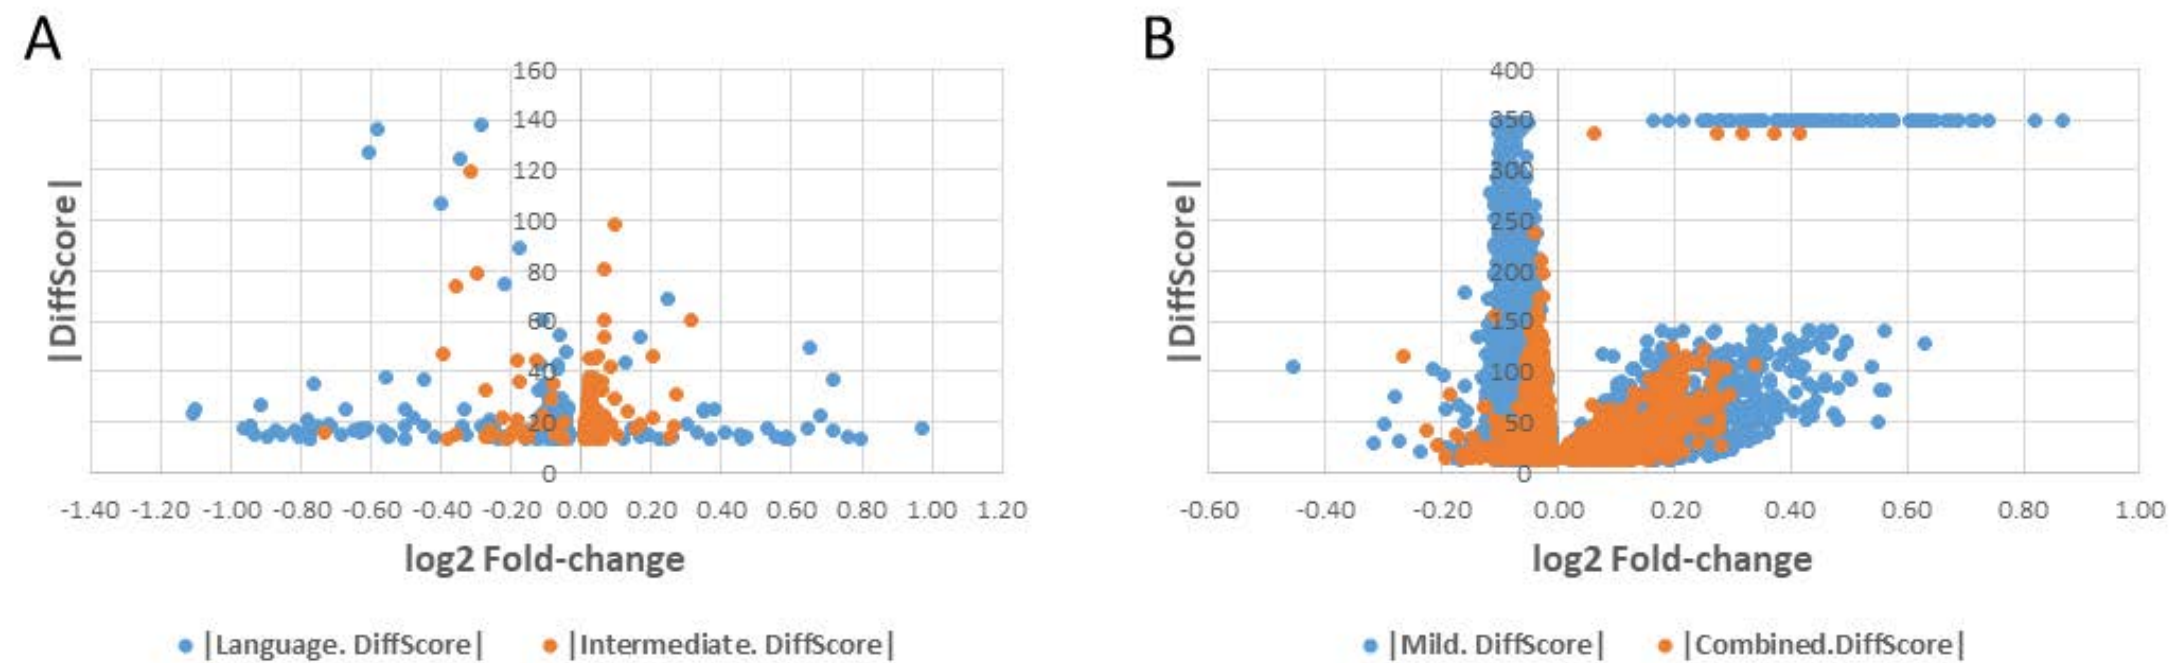 A
160
140
120
100
80
60
40
20
0
|DiffScore|
-1.40 -1.20 -1.00 -0.80 -0.60 -0.40 -0.20 0.00 0.20 0.40 0.60 0.80 1.00 1.20
log2 Fold-change
|Language. DiffScore| |Intermediate. DiffScore|
B
400
350
300
250
200
150
100
50
0
|DiffScore|
-0.60 -0.40 -0.20 0.00 0.20 0.40 0.60 0.80 1.00
log2 Fold-change
|Mild. DiffScore| |Combined.DiffScore|